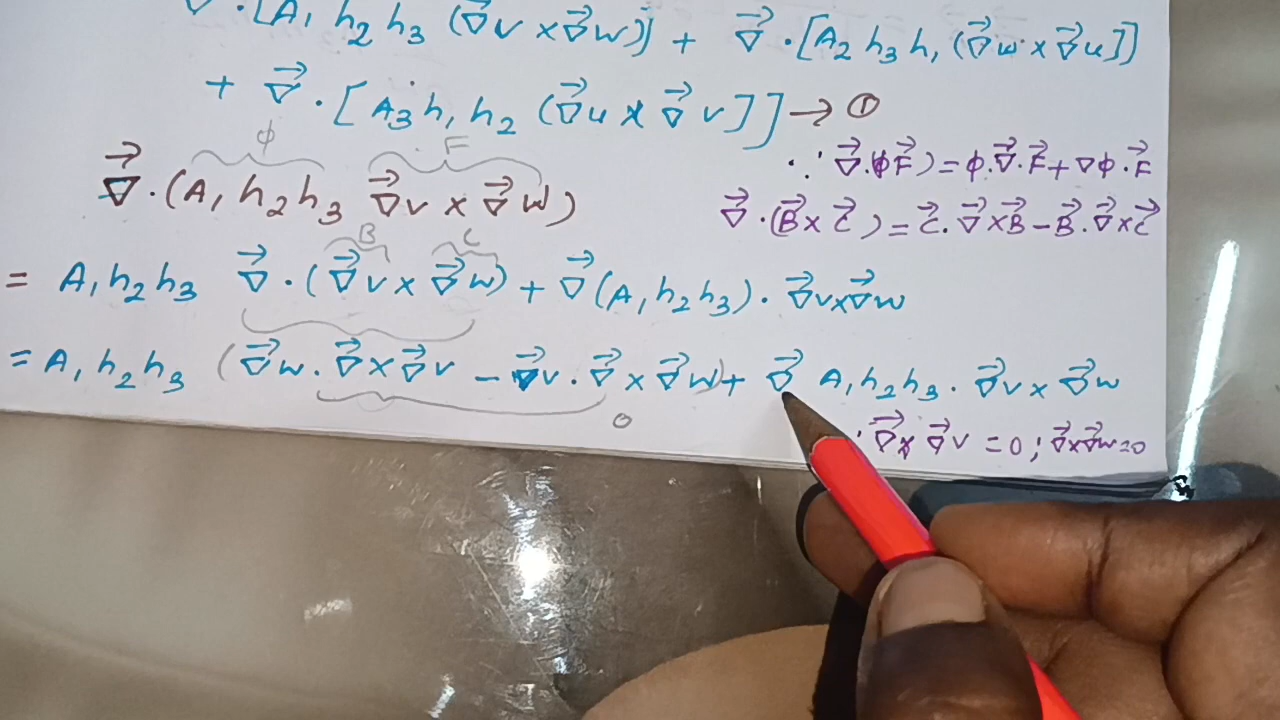 ∇⃗ · [A₁ h₂ h₃ (∇⃗v × ∇⃗w)] + ∇⃗ · [A₂ h₃ h₁ (∇⃗w × ∇⃗u]]
+ ∇⃗ · [A₃ h₁ h₂ (∇⃗u × ∇⃗v]] → ①
ϕ F
∵ ∇⃗.(ϕF⃗) = ϕ.∇⃗.F⃗ + ∇ϕ.F⃗
∇⃗ · (A₁ h₂ h₃ ∇⃗v × ∇⃗w)
∇⃗ · (B⃗ × C⃗) = C⃗ . ∇⃗ × B⃗ − B⃗ . ∇⃗ × C⃗
B C
= A₁ h₂ h₃ ∇⃗ · (∇⃗v × ∇⃗w) + ∇⃗ (A₁ h₂ h₃) · ∇⃗v × ∇⃗w
= A₁ h₂ h₃ (∇⃗w . ∇⃗ × ∇⃗v − ∇⃗v . ∇⃗ × ∇⃗w) + ∇⃗ A₁ h₂ h₃ . ∇⃗v × ∇⃗w
0
∇⃗ × ∇⃗v = 0 ; ∇⃗ × ∇⃗w = 0